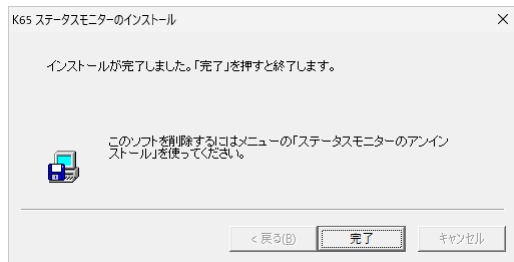 K65 ステータスモニターのインストール
インストールが完了しました。「完了」を押すと終了します。
このソフトを削除するにはメニューの「ステータスモニターのアンイン
ストール」を使ってください。
< 戻る(B)
完了
キャンセル